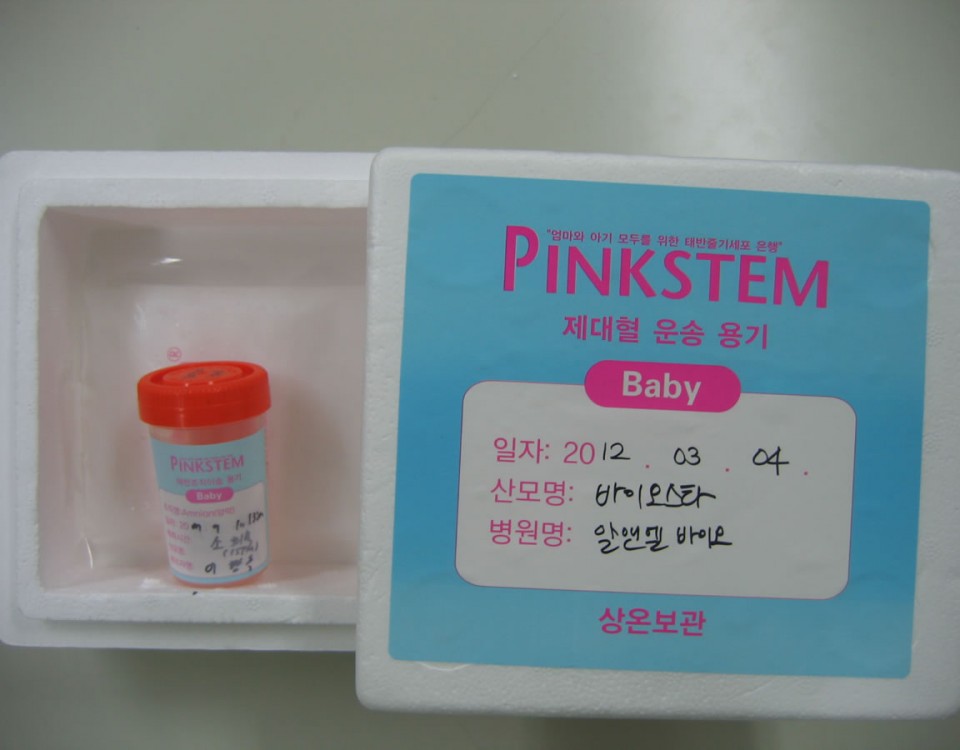 "엄마와 아기 모두를 위한 태반줄기세포 은행"
PINKSTEM
제대혈 운송 용기
Baby
일자: 2012 . 03 . 04 .
산모명: 바이오스타
병원명: 알앤엘 바이오
상온보관
PINKSTEM
Baby